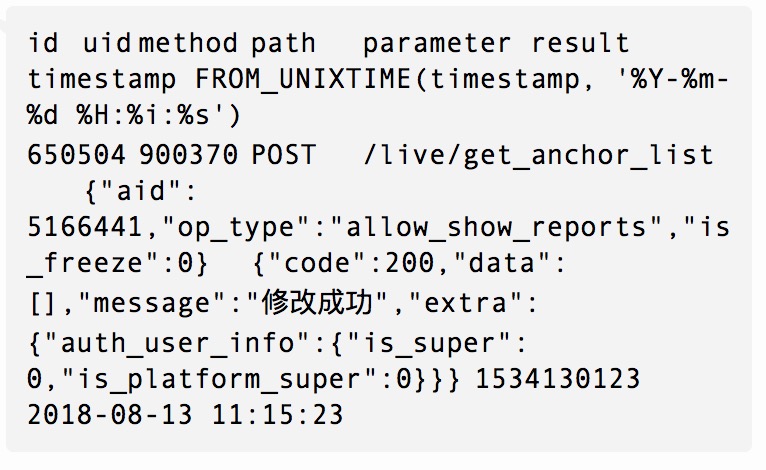 id uid method path parameter result
timestamp FROM_UNIXTIME(timestamp, '%Y-%m-
%d %H:%i:%s')
650504 900370 POST /live/get_anchor_list
{"aid":
5166441,"op_type":"allow_show_reports","is
_freeze":0} {"code":200,"data":
[],"message":"修改成功","extra":
{"auth_user_info":{"is_super":
0,"is_platform_super":0}}} 1534130123
2018-08-13 11:15:23